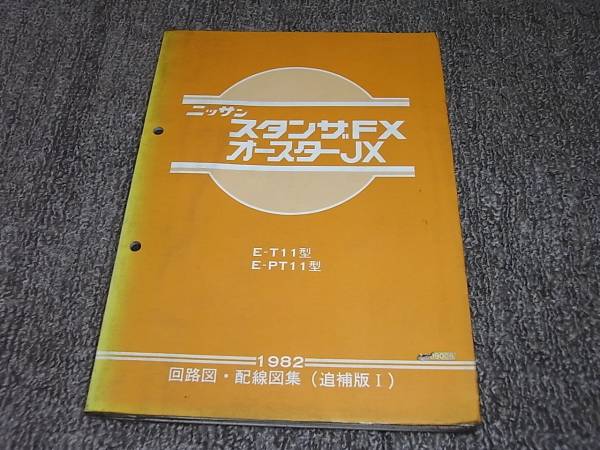 ニッサン
スタンザFX
オースターJX
E-T11型
E-PT11型
1982
回路図・配線図集(追補版I)